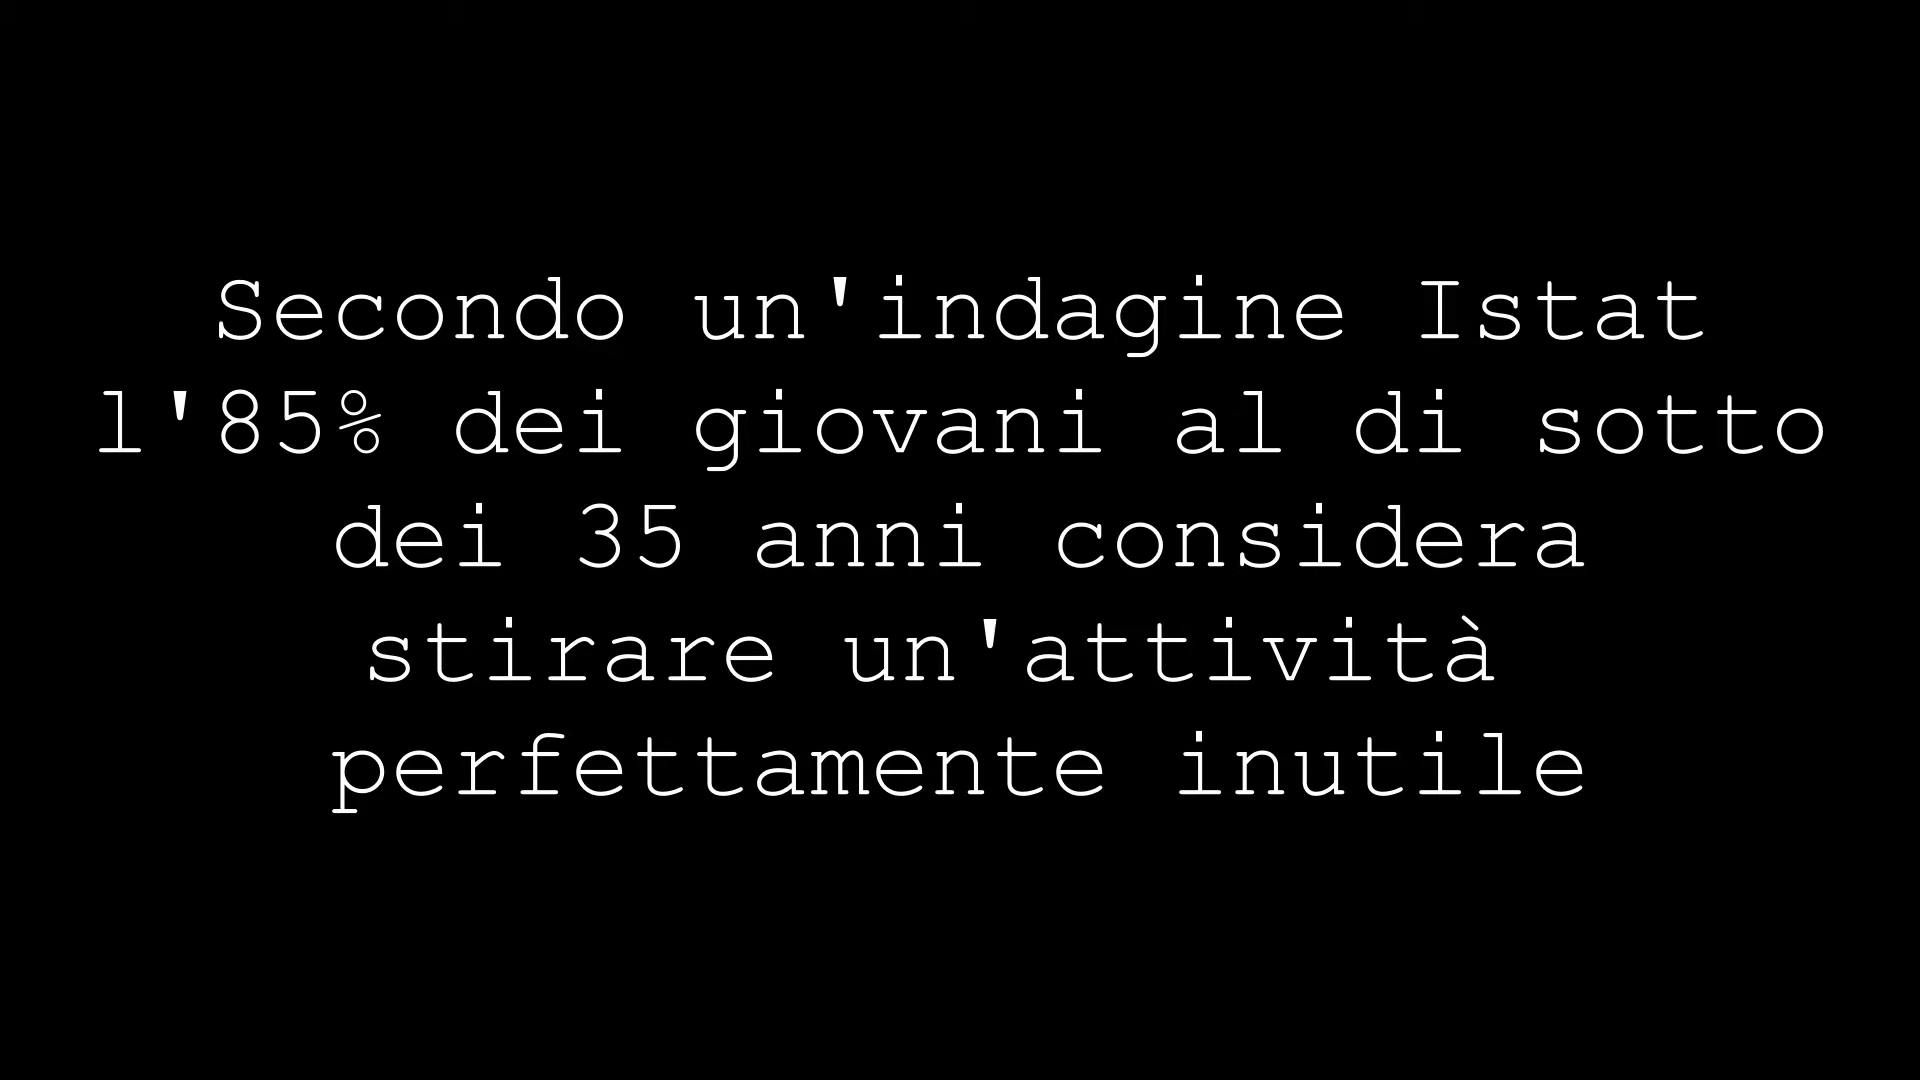 Secondo un'indagine Istat
l'85% dei giovani al di sotto
dei 35 anni considera
stirare un'attività
perfettamente inutile